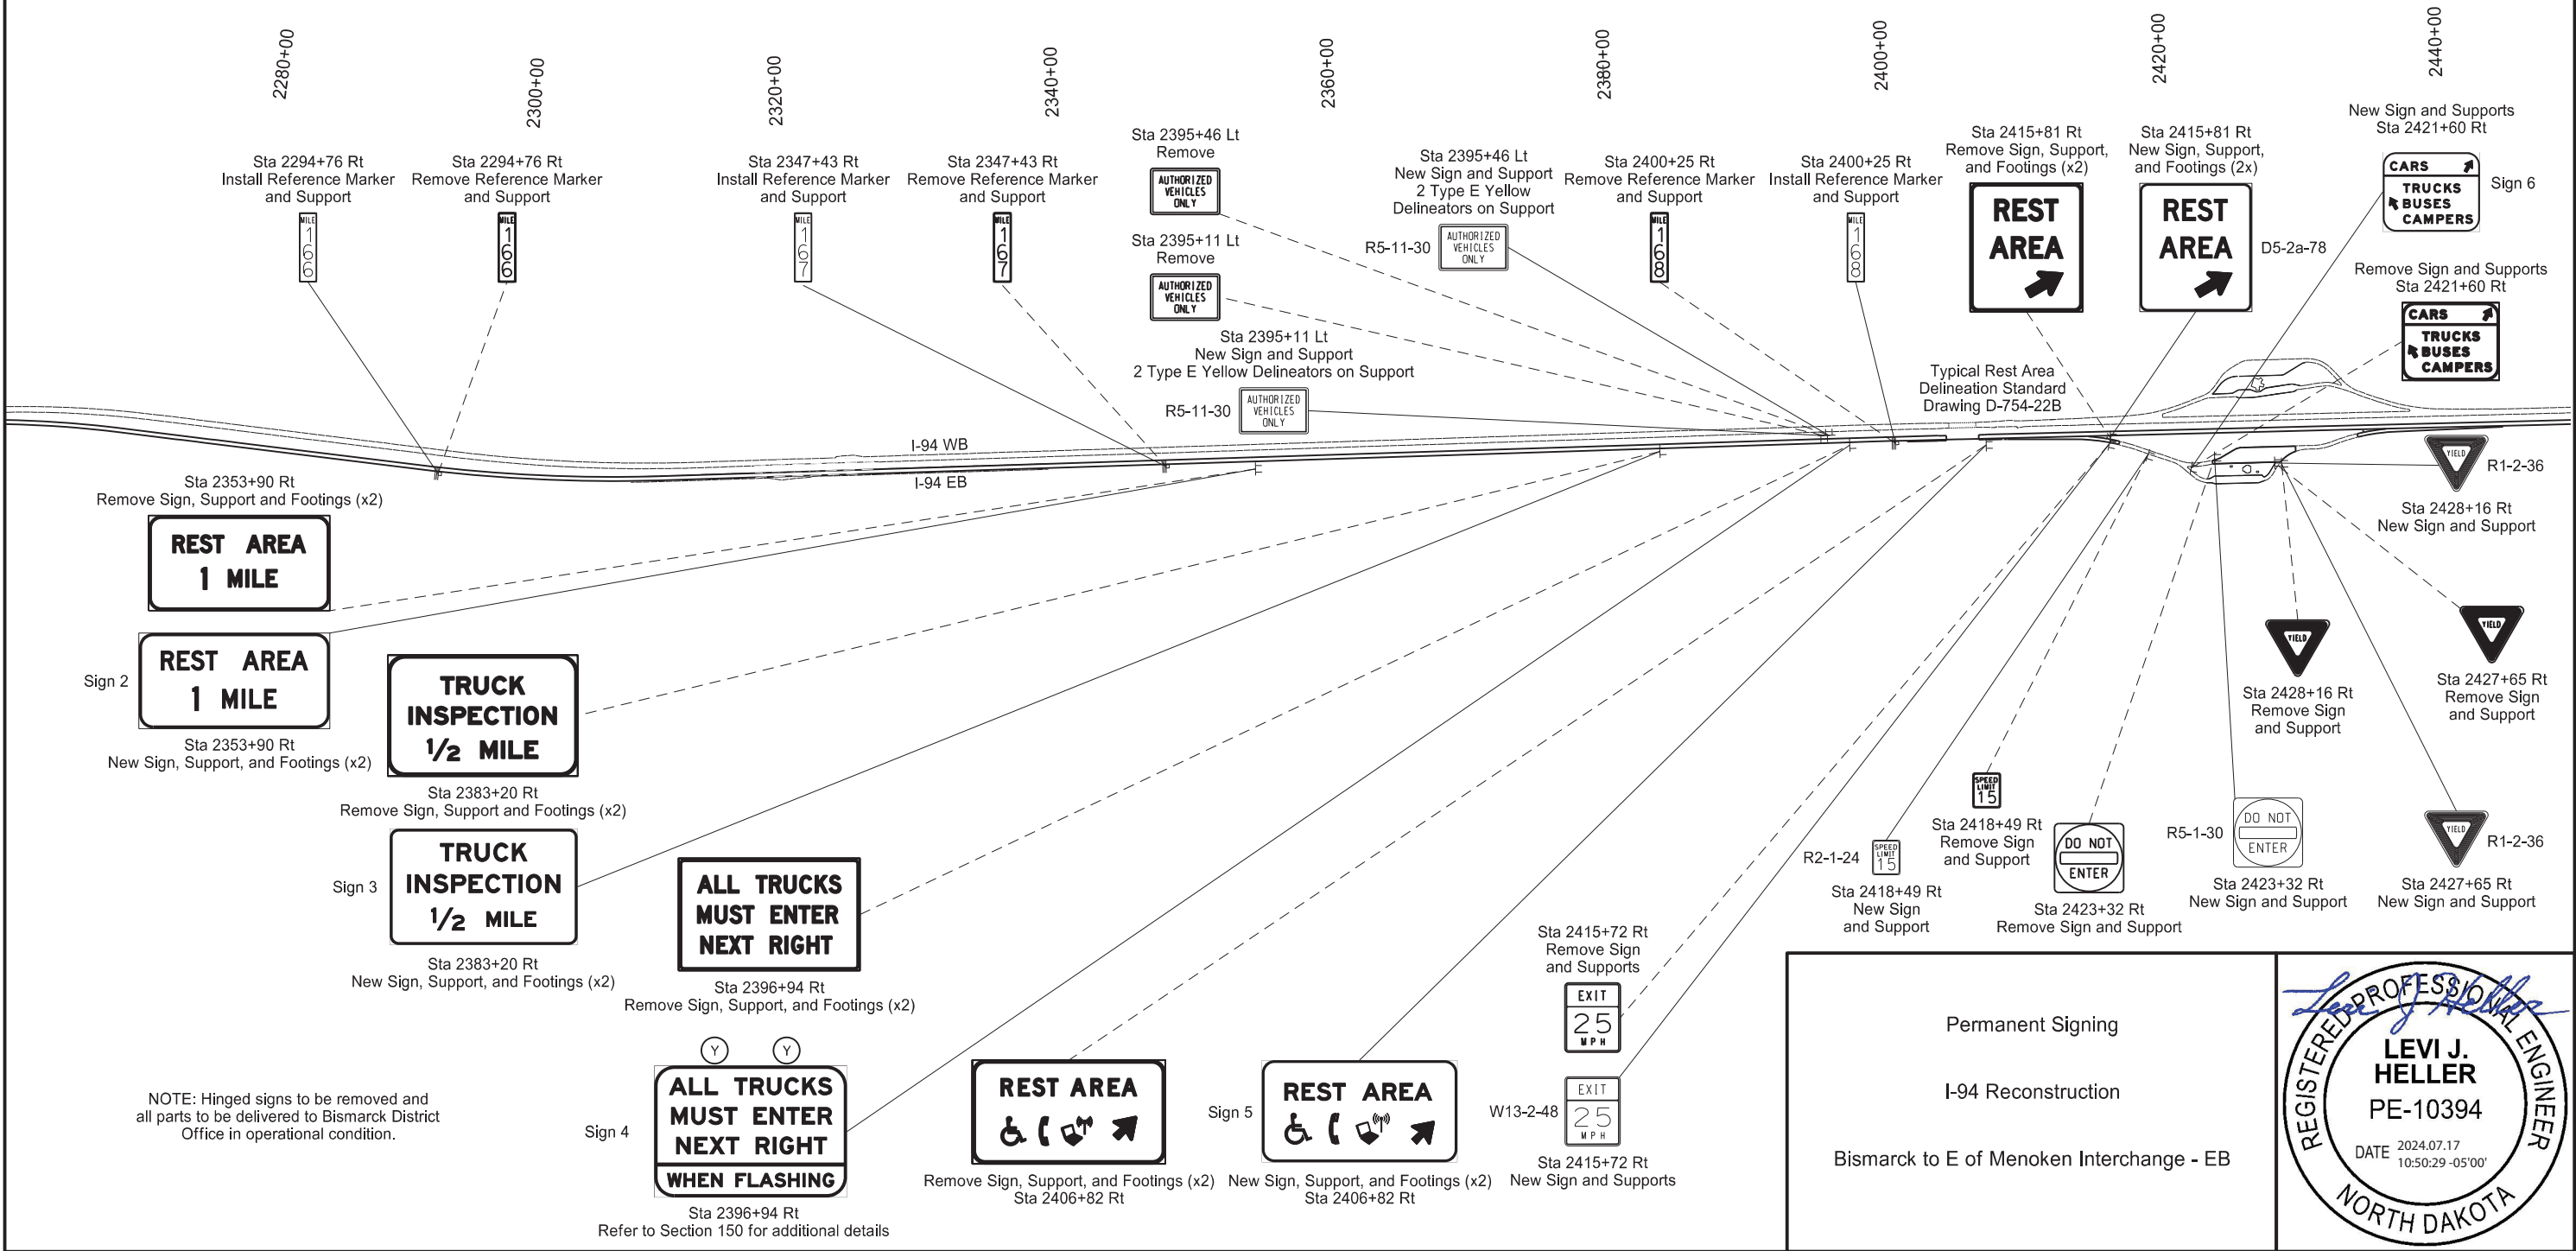 2280+00
2300+00
2320+00
2340+00
2360+00
2380+00
2400+00
2420+00
2440+00
Sta 2294+76 Rt
Install Reference Marker
and Support
MILE
166
Sta 2294+76 Rt
Remove Reference Marker
and Support
MILE
166
Sta 2347+43 Rt
Install Reference Marker
and Support
MILE
167
Sta 2347+43 Rt
Remove Reference Marker
and Support
MILE
167
Sta 2395+46 Lt
Remove
AUTHORIZED
VEHICLES
ONLY
Sta 2395+11 Lt
Remove
AUTHORIZED
VEHICLES
ONLY
Sta 2395+11 Lt
New Sign and Support
2 Type E Yellow Delineators on Support
R5-11-30
AUTHORIZED
VEHICLES
ONLY
Sta 2395+46 Lt
New Sign and Support
2 Type E Yellow
Delineators on Support
R5-11-30
AUTHORIZED
VEHICLES
ONLY
Sta 2400+25 Rt
Remove Reference Marker
and Support
MILE
168
Sta 2400+25 Rt
Install Reference Marker
and Support
MILE
168
Sta 2415+81 Rt
Remove Sign, Support,
and Footings (x2)
REST
AREA
Sta 2415+81 Rt
New Sign, Support,
and Footings (2x)
REST
AREA
D5-2a-78
New Sign and Supports
Sta 2421+60 Rt
CARS
TRUCKS
BUSES
CAMPERS
Sign 6
Remove Sign and Supports
Sta 2421+60 Rt
CARS
TRUCKS
BUSES
CAMPERS
Typical Rest Area
Delineation Standard
Drawing D-754-22B
I-94 WB
I-94 EB
YIELD
R1-2-36
Sta 2428+16 Rt
New Sign and Support
Sta 2353+90 Rt
Remove Sign, Support and Footings (x2)
REST AREA
1 MILE
Sign 2
REST AREA
1 MILE
Sta 2353+90 Rt
New Sign, Support, and Footings (x2)
TRUCK
INSPECTION
1/2 MILE
Sta 2383+20 Rt
Remove Sign, Support and Footings (x2)
Sign 3
TRUCK
INSPECTION
1/2 MILE
Sta 2383+20 Rt
New Sign, Support, and Footings (x2)
ALL TRUCKS
MUST ENTER
NEXT RIGHT
Sta 2396+94 Rt
Remove Sign, Support, and Footings (x2)
Y Y
Sign 4
ALL TRUCKS
MUST ENTER
NEXT RIGHT
WHEN FLASHING
Sta 2396+94 Rt
Refer to Section 150 for additional details
REST AREA
Remove Sign, Support, and Footings (x2)
Sta 2406+82 Rt
Sign 5
REST AREA
New Sign, Support, and Footings (x2)
Sta 2406+82 Rt
Sta 2415+72 Rt
Remove Sign
and Supports
EXIT
25
MPH
W13-2-48
EXIT
25
MPH
Sta 2415+72 Rt
New Sign and Supports
R2-1-24
SPEED
LIMIT
15
Sta 2418+49 Rt
New Sign
and Support
SPEED
LIMIT
15
Sta 2418+49 Rt
Remove Sign
and Support
DO NOT
ENTER
Sta 2423+32 Rt
Remove Sign and Support
R5-1-30
DO NOT
ENTER
Sta 2423+32 Rt
New Sign and Support
YIELD
Sta 2428+16 Rt
Remove Sign
and Support
YIELD
Sta 2427+65 Rt
Remove Sign
and Support
YIELD
R1-2-36
Sta 2427+65 Rt
New Sign and Support
NOTE: Hinged signs to be removed and
all parts to be delivered to Bismarck District
Office in operational condition.
Permanent Signing
I-94 Reconstruction
Bismarck to E of Menoken Interchange - EB
REGISTERED PROFESSIONAL ENGINEER
Levi J Heller
LEVI J.
HELLER
PE-10394
DATE 2024.07.17
10:50:29 -05'00'
NORTH DAKOTA